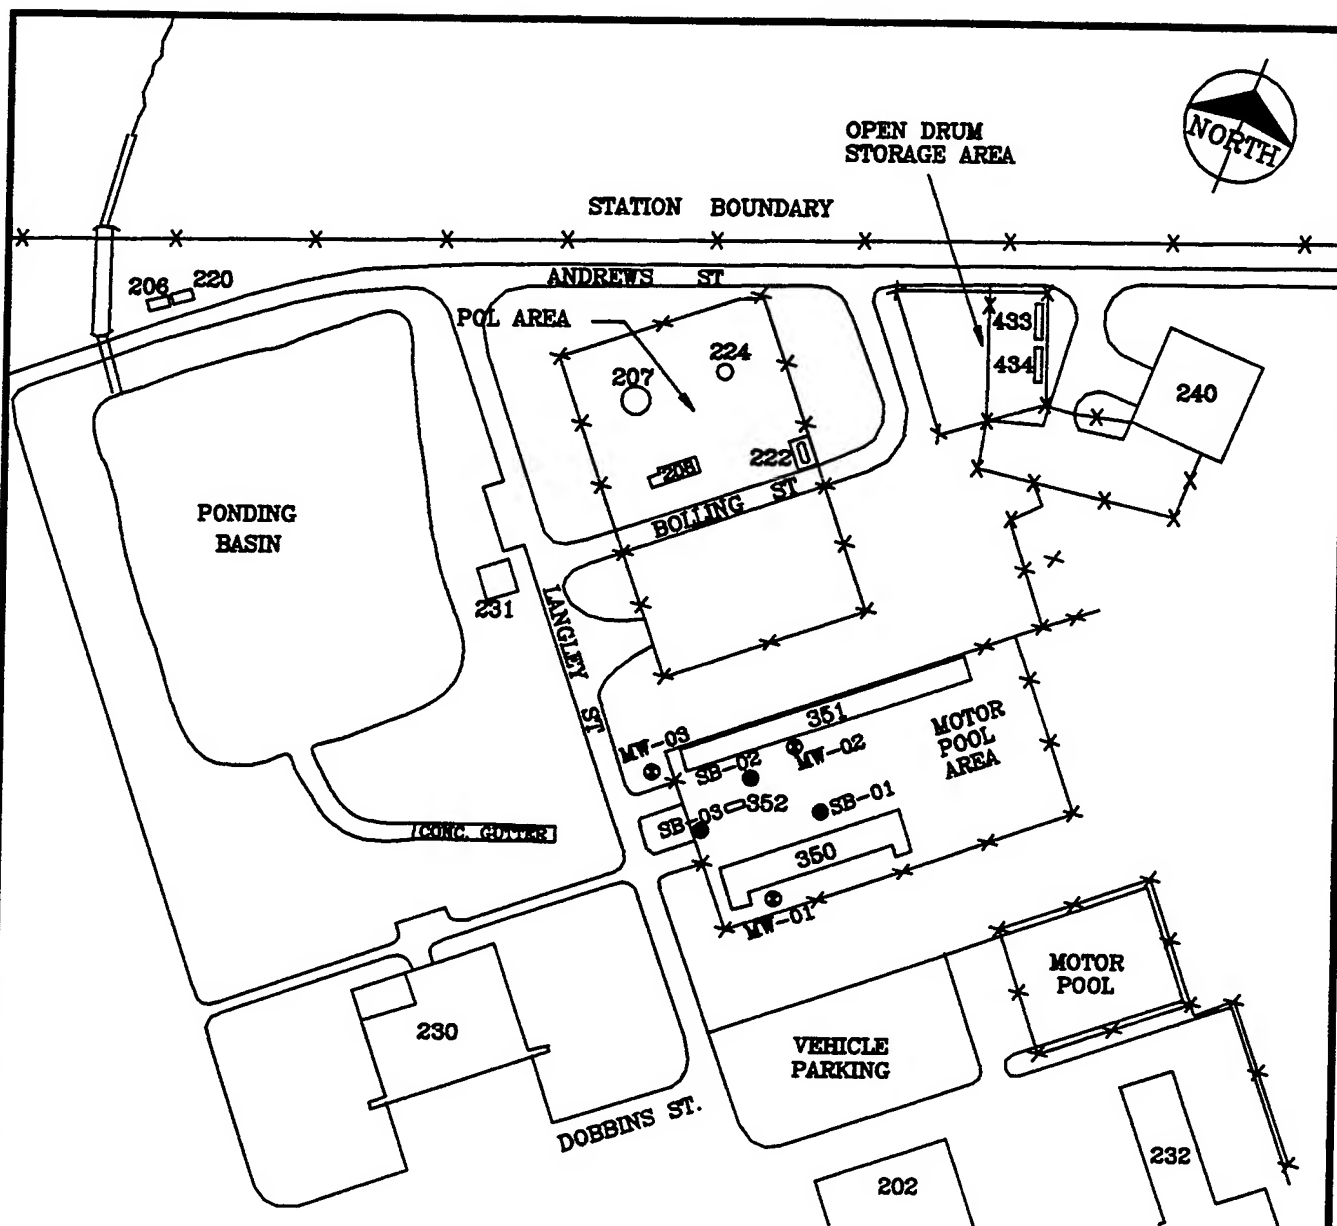 NORTH
OPEN DRUM
STORAGE AREA
STATION BOUNDARY
ANDREWS ST
206
220
POL AREA
433
224
434
207
240
222
208
BOLLING ST
PONDING
BASIN
231
LANGLEY ST
351
MOTOR
POOL
AREA
MW-03
MW-02
SB-02
352
SB-01
SB-03
CONC. GUTTER
350
MW-01
MOTOR
POOL
230
VEHICLE
PARKING
DOBBINS ST.
232
202